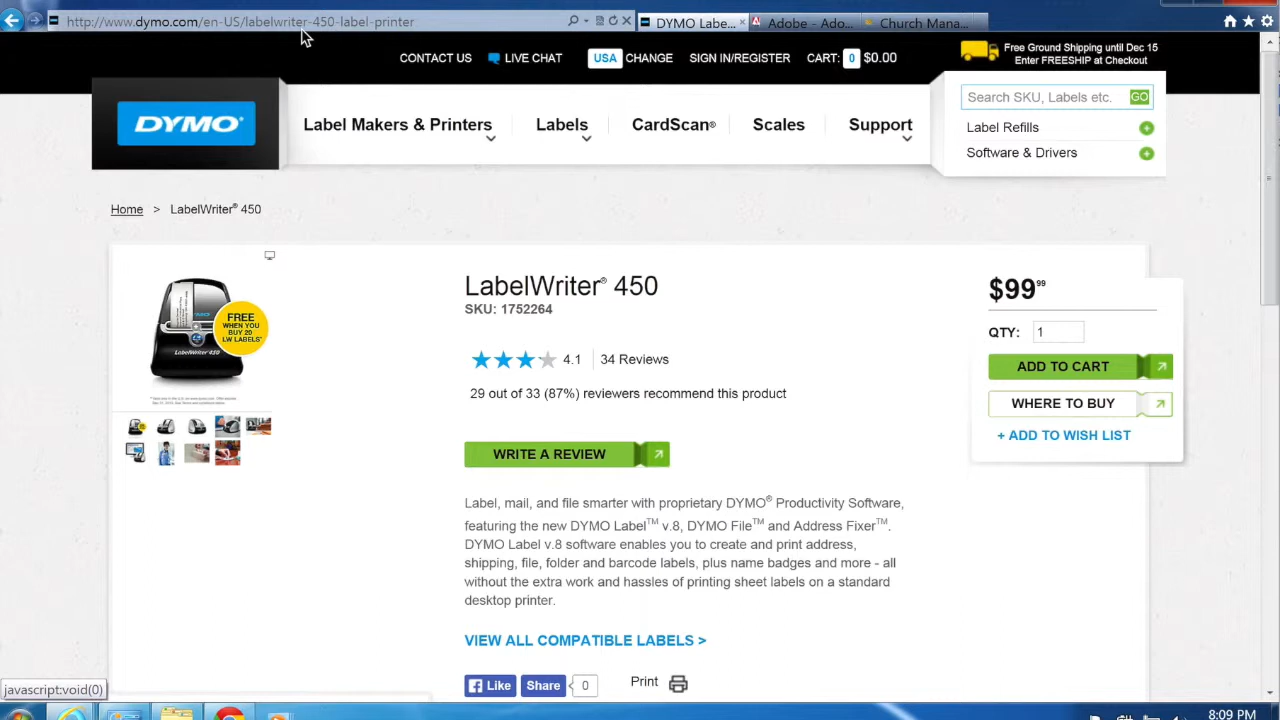 http://www.dymo.com/en-US/labelwriter-450-label-printer
DYMO Labe...
Adobe - Ado...
Church Mana...
CONTACT US
LIVE CHAT
USA CHANGE
SIGN IN/REGISTER
CART: 0 $0.00
Free Ground Shipping until Dec 15
Enter FREESHIP at Checkout
DYMO®
Label Makers & Printers
Labels
CardScan®
Scales
Support
Search SKU, Labels etc. GO
Label Refills
Software & Drivers
Home > LabelWriter® 450
FREE
WHEN YOU
BUY 20
LW LABELS*
DYMO
LabelWriter 450
LabelWriter® 450
SKU: 1752264
4.1
34 Reviews
29 out of 33 (87%) reviewers recommend this product
WRITE A REVIEW
$99 99
QTY: 1
ADD TO CART
WHERE TO BUY
+ ADD TO WISH LIST
Label, mail, and file smarter with proprietary DYMO® Productivity Software,
featuring the new DYMO Label™ v.8, DYMO File™ and Address Fixer™.
DYMO Label v.8 software enables you to create and print address,
shipping, file, folder and barcode labels, plus name badges and more - all
without the extra work and hassles of printing sheet labels on a standard
desktop printer.
VIEW ALL COMPATIBLE LABELS >
Like
Share
0
Print
javascript:void(0)
8:09 PM